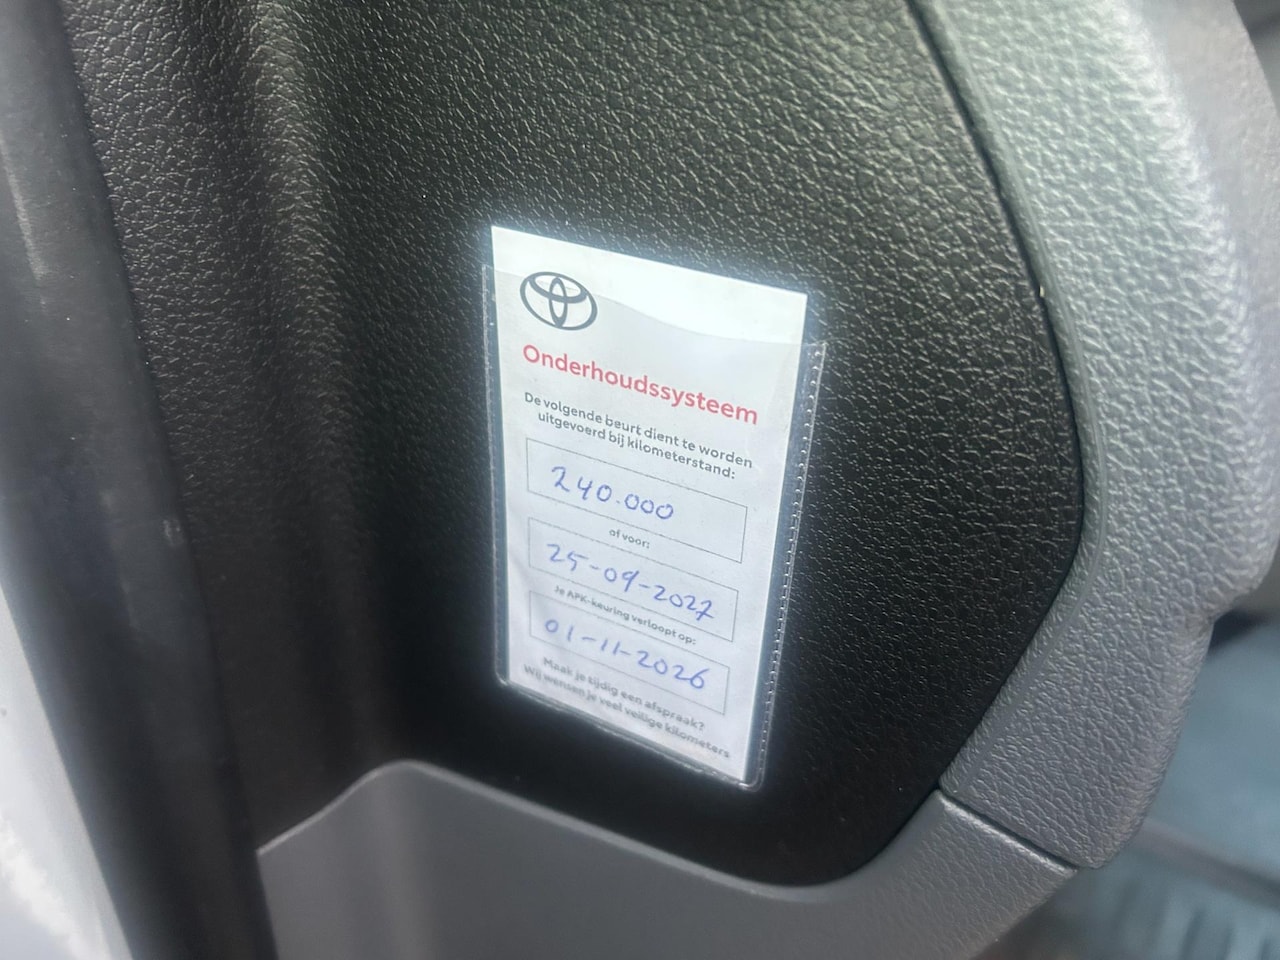 Onderhoudssysteem
De volgende beurt dient te worden
uitgevoerd bij kilometerstand:
240.000
of voor:
25-09-2027
Je APK-keuring verloopt op:
01-11-2026
Maak je tijdig een afspraak?
Wij wensen je veel veilige kilometers